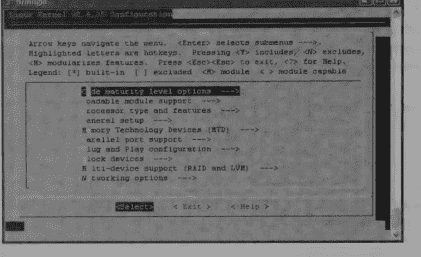 Linux Kernel Configuration
Arrow keys navigate the menu. <Enter> selects submenus --->.
Highlighted letters are hotkeys. Pressing <Y> includes, <N> excludes,
<M> modularizes features. Press <Esc><Esc> to exit, <?> for Help.
Legend: [*] built-in [ ] excluded <M> module < > module capable
de maturity level options --->
oadable module support --->
rocessor type and features --->
eneral setup --->
M mory Technology Devices (MTD) --->
arallel port support --->
lug and Play configuration --->
lock devices --->
M lti-device support (RAID and LVM) --->
N tworking options --->
<Select> < Exit > < Help >